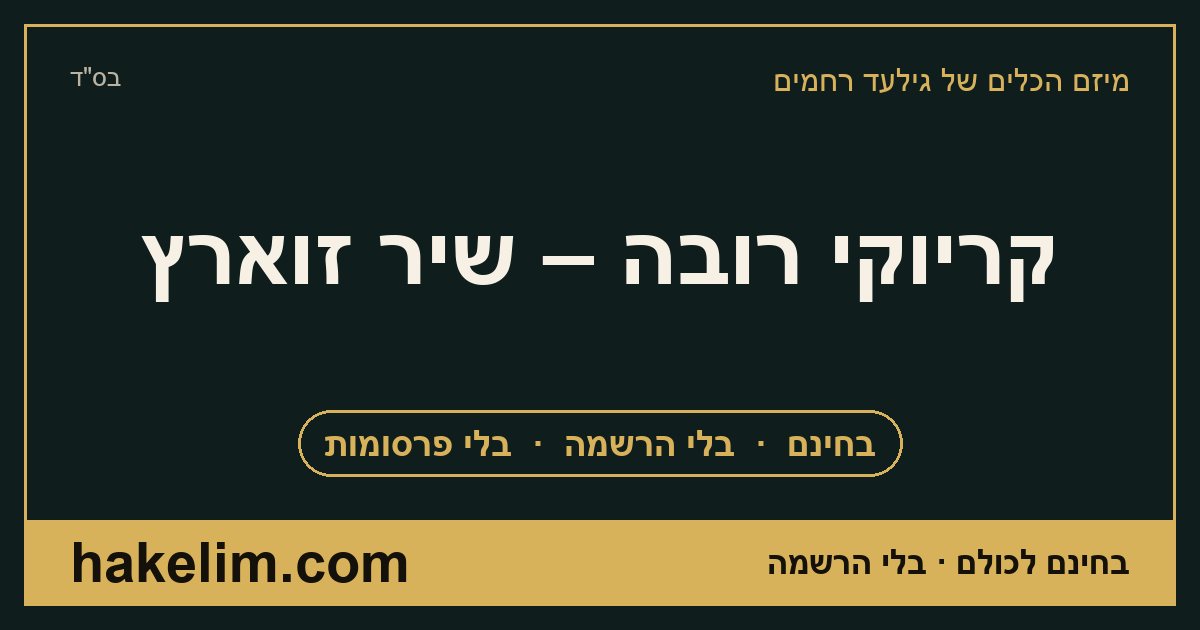 מיזם הכלים של גילעד רחמים
בס"ד
קריוקי רובה – שיר זווארץ
בחינם · בלי הרשמה · בלי פרסומות
בחינם לכולם · בלי הרשמה
hakelim.com